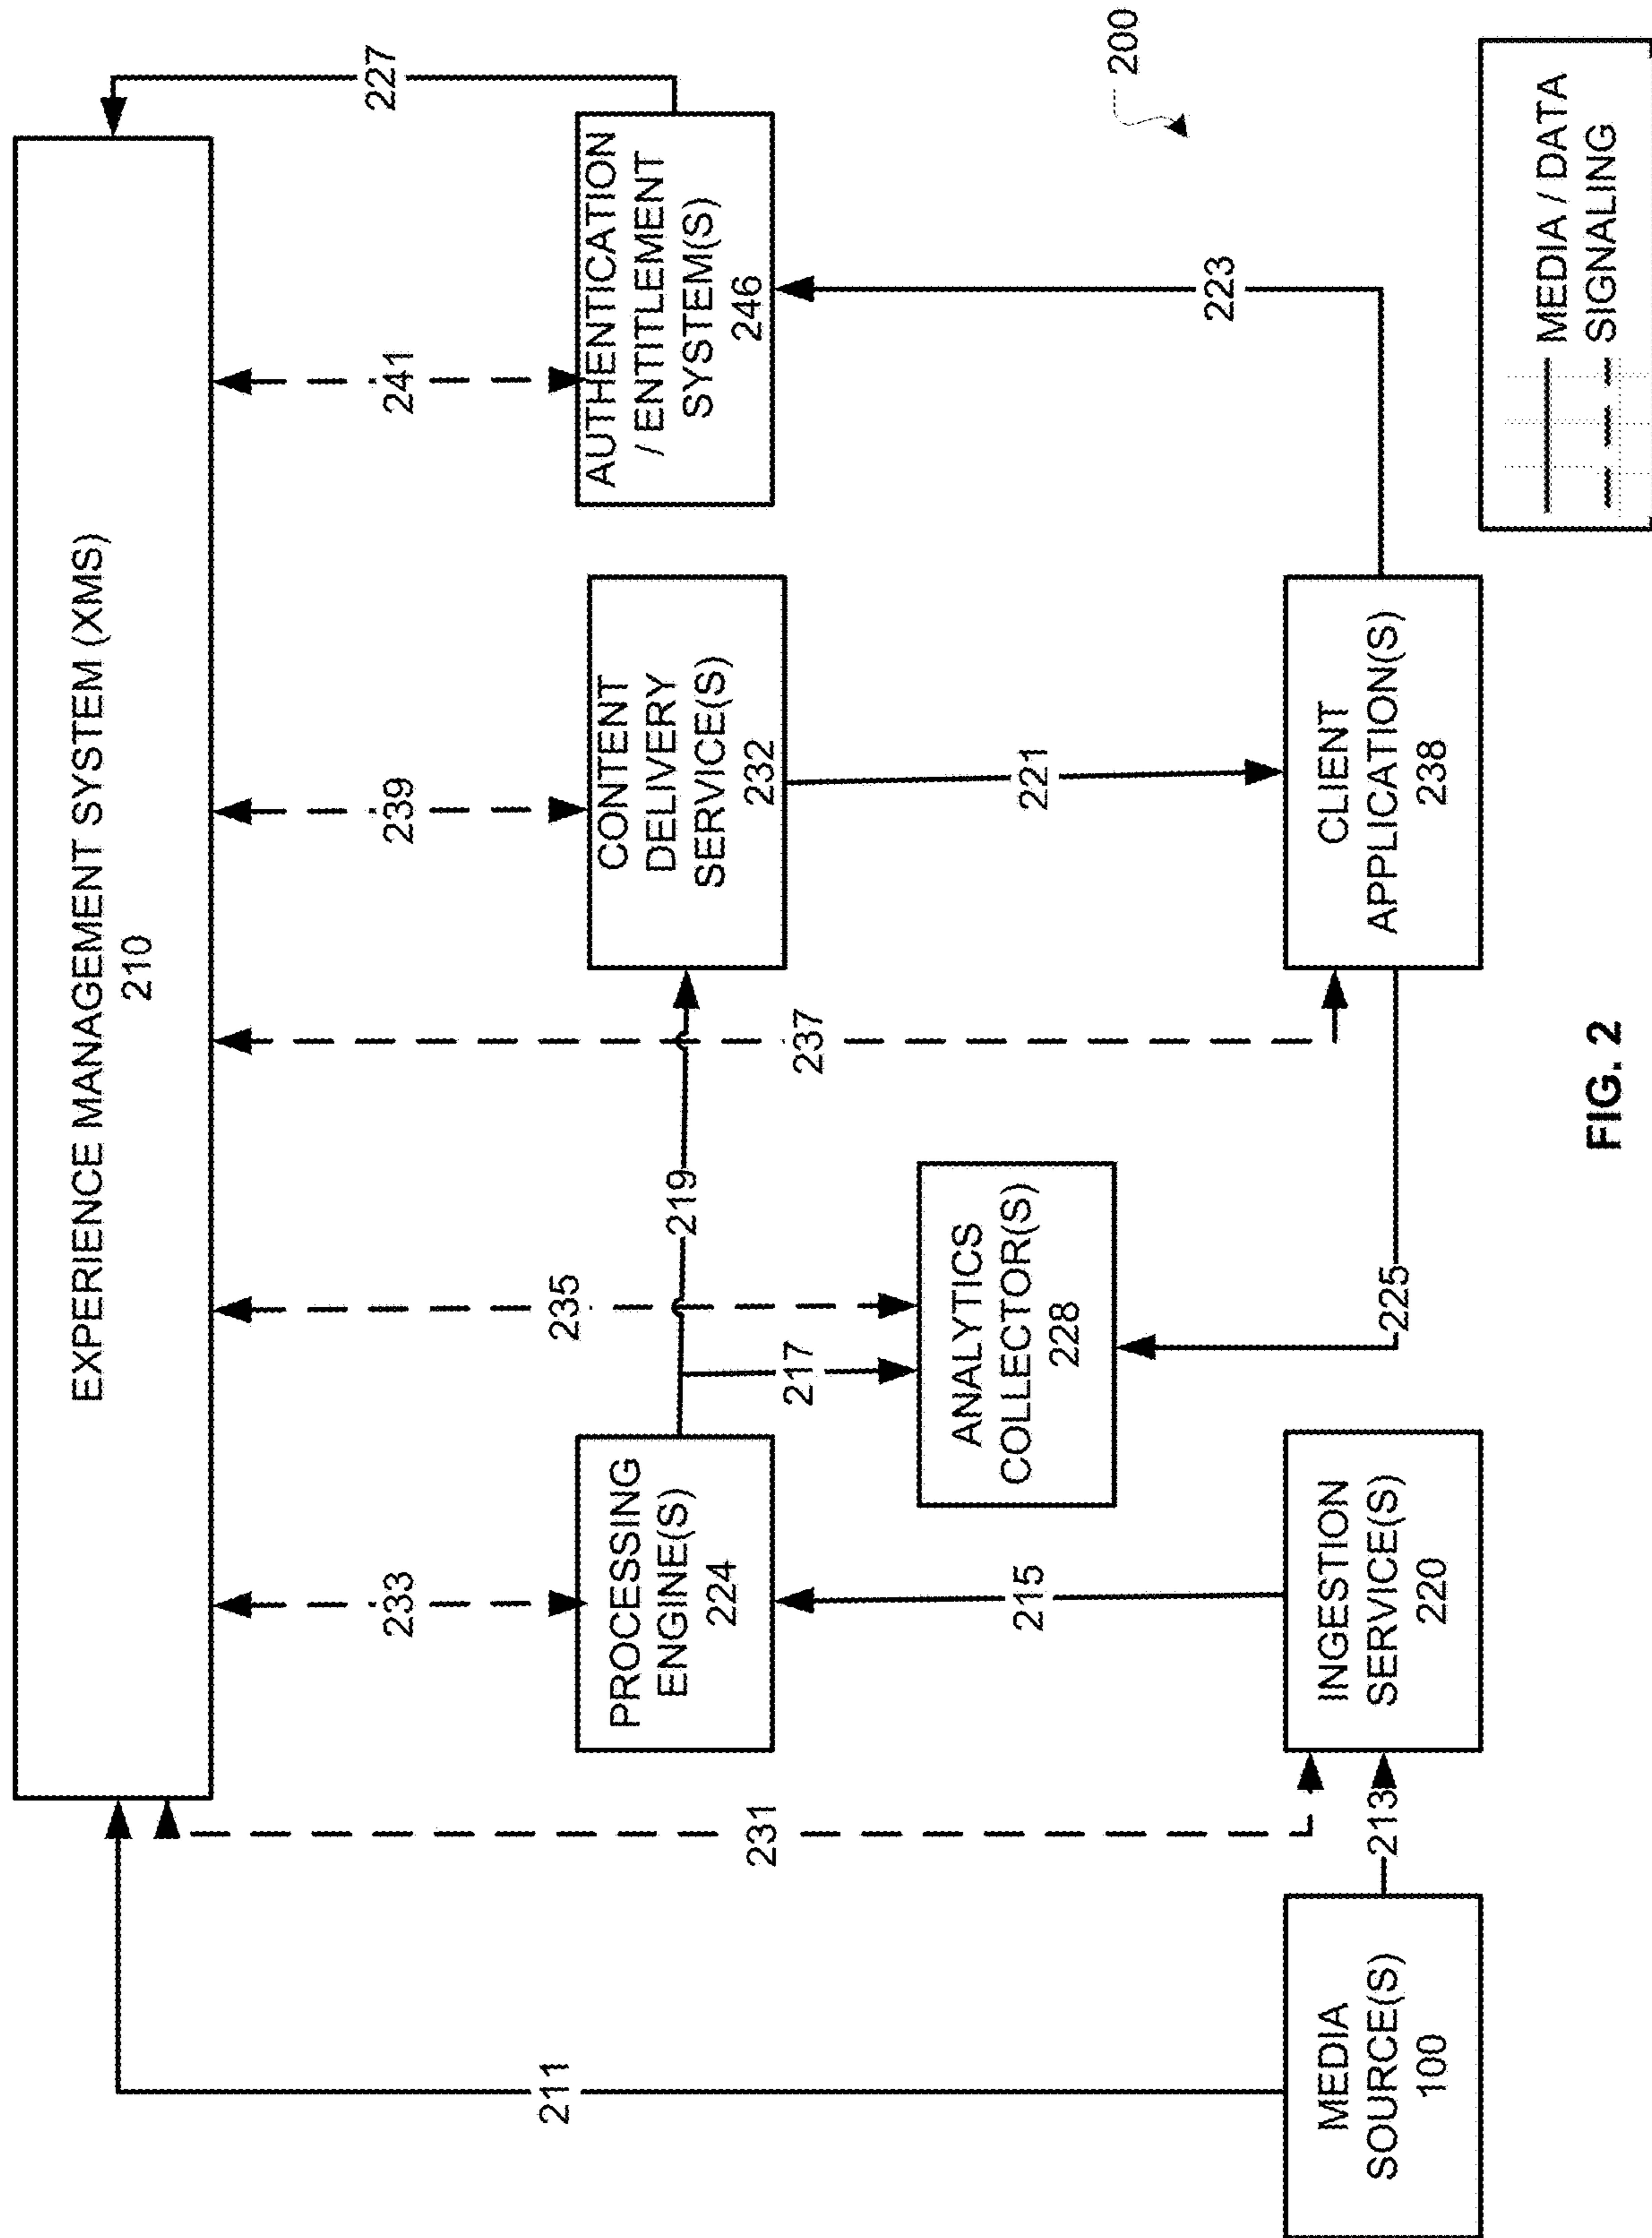 EXPERIENCE MANAGEMENT SYSTEM (XMS)
210
211
231
233
235
237
239
241
227
PROCESSING
ENGINE(S)
224
219
217
CONTENT
DELIVERY
SERVICE(S)
232
AUTHENTICATION
/ ENTITLEMENT
SYSTEM(S)
246
ANALYTICS
COLLECTOR(S)
228
215
221
223
200
MEDIA
SOURCE(S)
100
213
INGESTION
SERVICE(S)
220
225
CLIENT
APPLICATION(S)
238
MEDIA / DATA
SIGNALING
FIG. 2